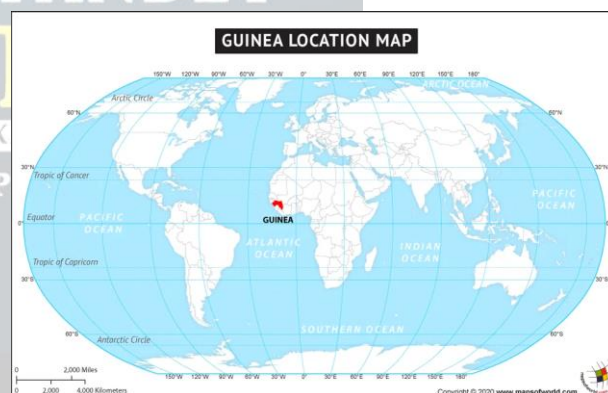 GUINEA LOCATION MAP
150°W 120°W 90°W 60°W 30°W 0° 30°E 60°E 90°E 120°E 150°E 180°
ARCTIC OCEAN
Arctic Circle
60°N 60°N
30°N 30°N
Tropic of Cancer
GUINEA
Equator
0° 0°
PACIFIC
OCEAN
ATLANTIC
OCEAN
INDIAN
OCEAN
PACIFIC
OCEAN
Tropic of Capricorn
30°S 30°S
SOUTHERN OCEAN
60°S 60°S
Antarctic Circle
150°W 120°W 90°W 60°W 30°W 0° 30°E 60°E 90°E 120°E 150°E 180°
0 2,000 Miles
0 2,000 4,000 Kilometers
Copyright © 2020 www.mapsofworld.com